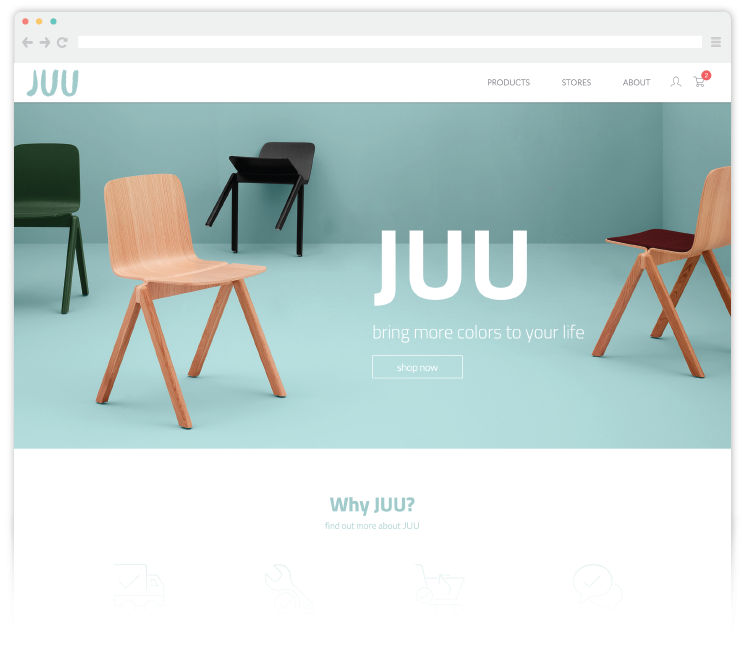 JUU
PRODUCTS STORES ABOUT 2
JUU
bring more colors to your life
shop now
Why JUU?
find out more about JUU